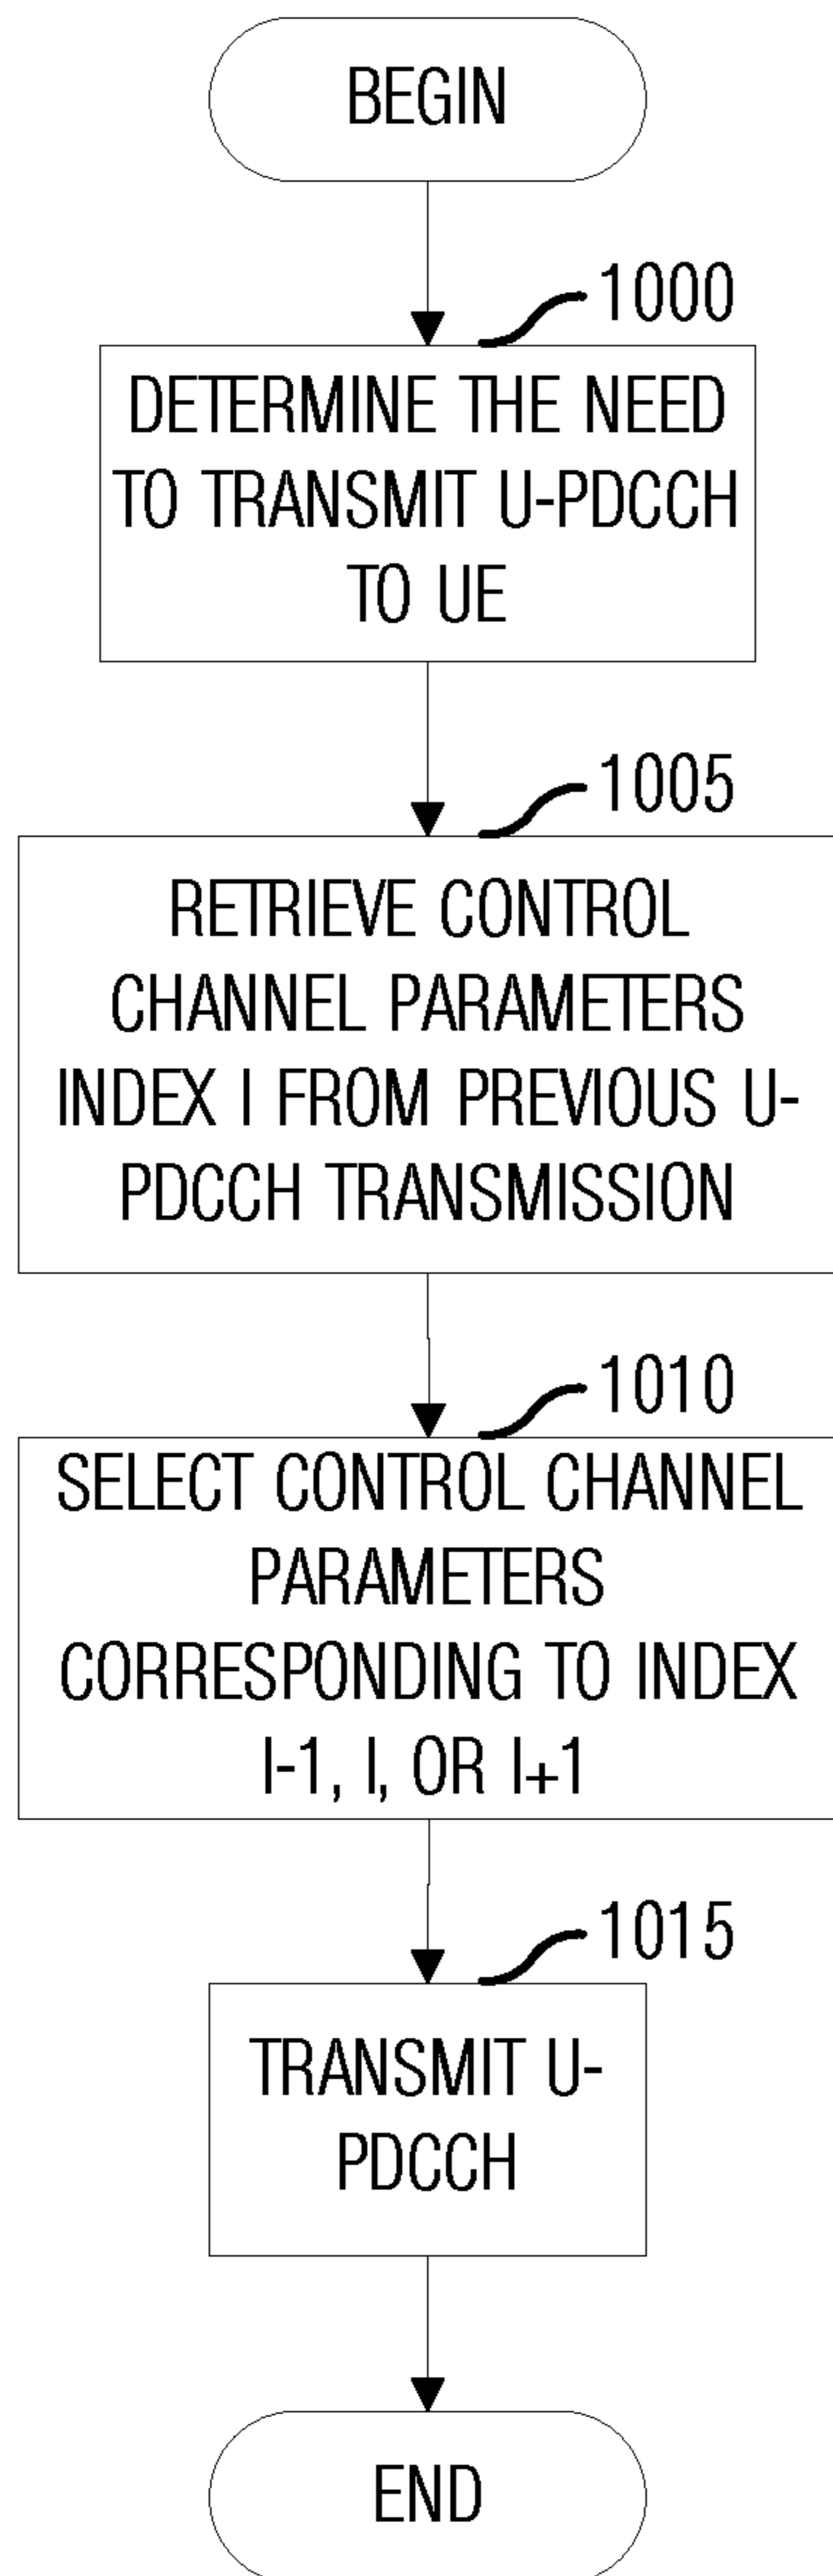 BEGIN
1000
DETERMINE THE NEED
TO TRANSMIT U-PDCCH
TO UE
1005
RETRIEVE CONTROL
CHANNEL PARAMETERS
INDEX I FROM PREVIOUS U-
PDCCH TRANSMISSION
1010
SELECT CONTROL CHANNEL
PARAMETERS
CORRESPONDING TO INDEX
I-1, I, OR I+1
1015
TRANSMIT U-
PDCCH
END